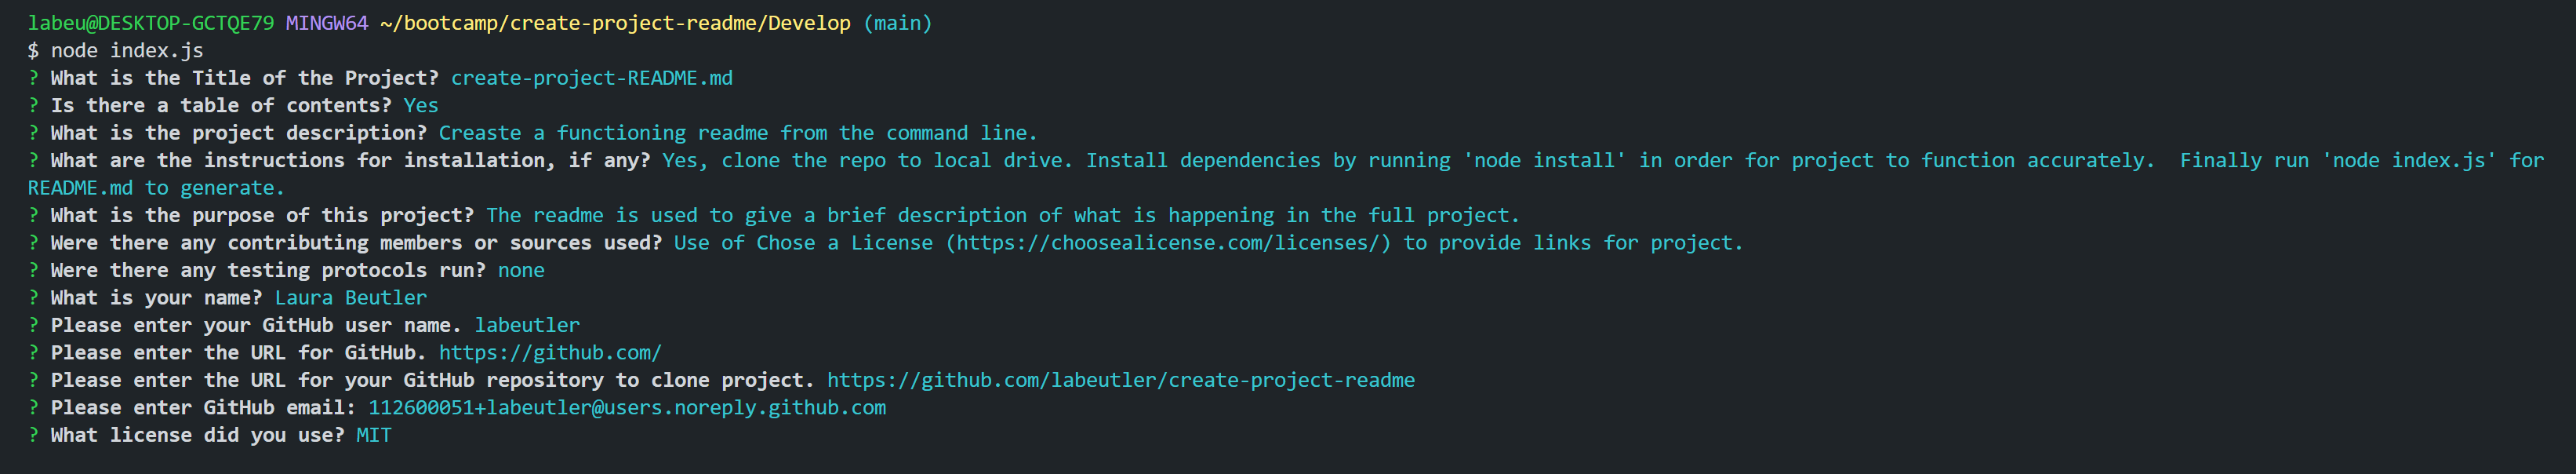 labeu@DESKTOP-GCTQE79 MINGW64 ~/bootcamp/create-project-readme/Develop (main)
$ node index.js
? What is the Title of the Project? create-project-README.md
? Is there a table of contents? Yes
? What is the project description? Creaste a functioning readme from the command line.
? What are the instructions for installation, if any? Yes, clone the repo to local drive. Install dependencies by running 'node install' in order for project to function accurately.  Finally run 'node index.js' for
README.md to generate.
? What is the purpose of this project? The readme is used to give a brief description of what is happening in the full project.
? Were there any contributing members or sources used? Use of Chose a License (https://choosealicense.com/licenses/) to provide links for project.
? Were there any testing protocols run? none
? What is your name? Laura Beutler
? Please enter your GitHub user name. labeutler
? Please enter the URL for GitHub. https://github.com/
? Please enter the URL for your GitHub repository to clone project. https://github.com/labeutler/create-project-readme
? Please enter GitHub email: 112600051+labeutler@users.noreply.github.com
? What license did you use? MIT